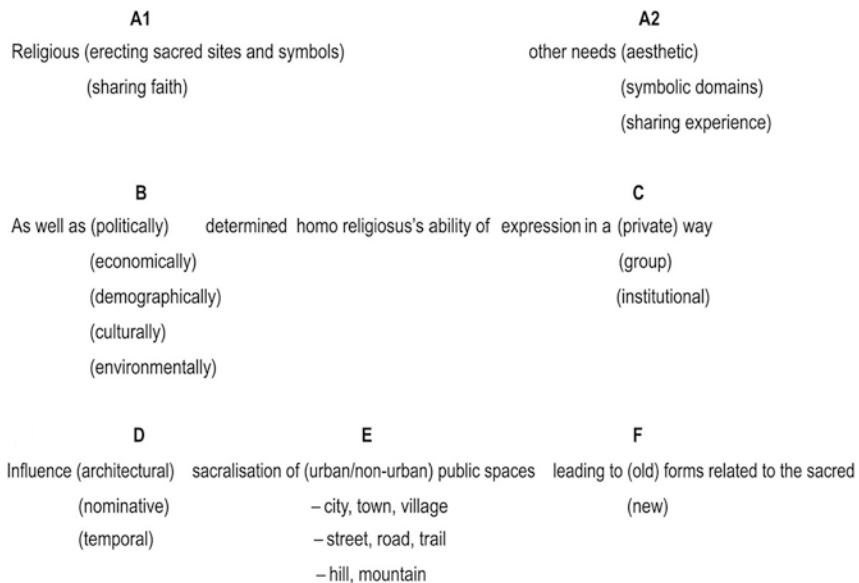 A1 A2
Religious (erecting sacred sites and symbols) other needs (aesthetic)
(sharing faith) (symbolic domains)
(sharing experience)
B C
As well as (politically) determined homo religiosus's ability of expression in a (private) way
(economically) (group)
(demographically) (institutional)
(culturally)
(environmentally)
D E F
Influence (architectural) sacralisation of (urban/non-urban) public spaces leading to (old) forms related to the sacred
(nominative) – city, town, village (new)
(temporal) – street, road, trail
– hill, mountain